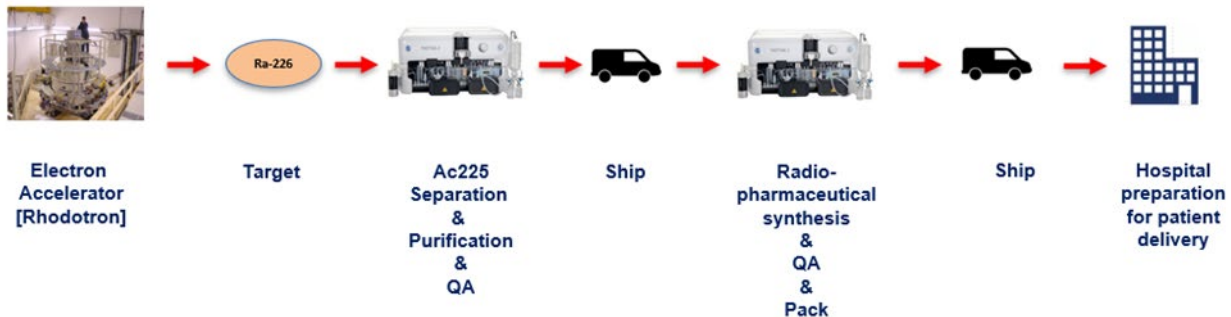 Ra-226
Electron
Accelerator
[Rhodotron]
Target
Ac225
Separation
&
Purification
&
QA
Ship
Radio-
pharmaceutical
synthesis
&
QA
&
Pack
Ship
Hospital
preparation
for patient
delivery